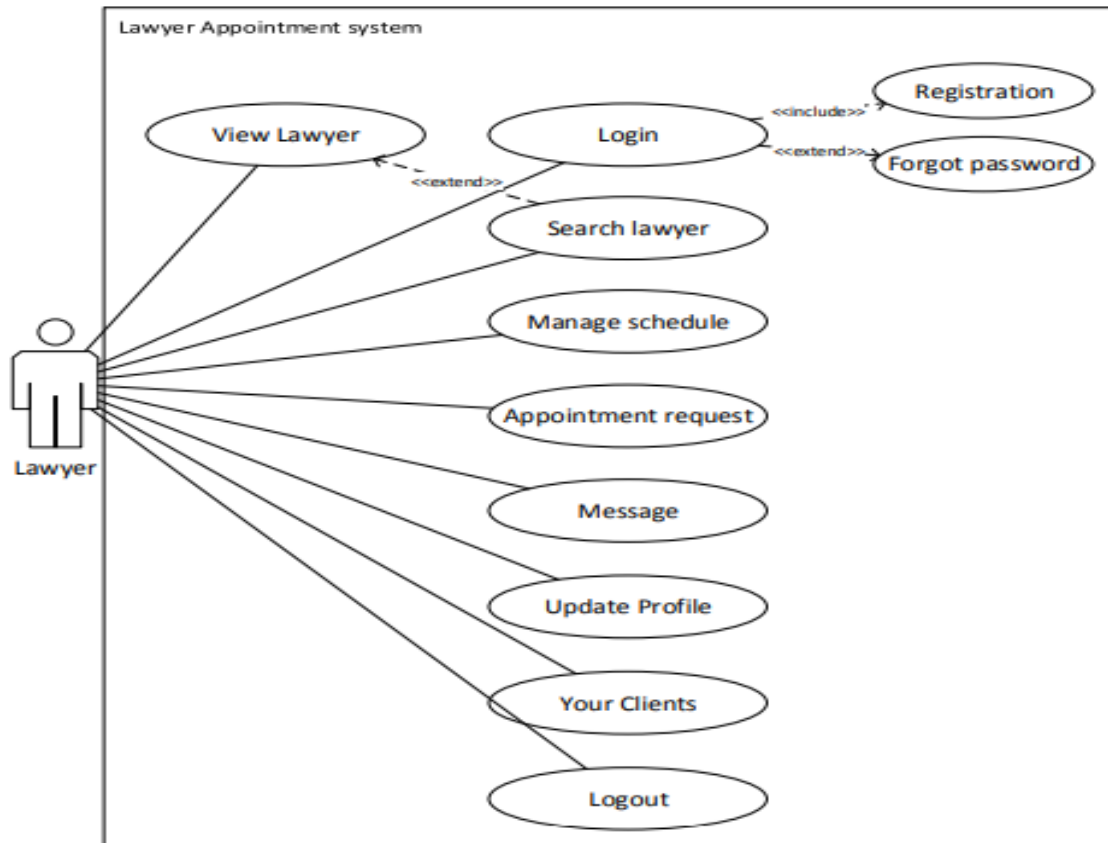 Lawyer Appointment system
Registration
<<include>>
View Lawyer
Login
<<extend>>
Forgot password
<<extend>>
Search lawyer
Manage schedule
Appointment request
Lawyer
Message
Update Profile
Your Clients
Logout